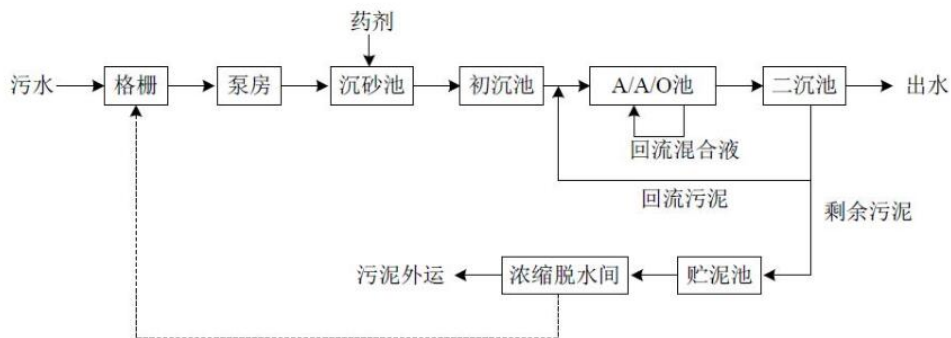 药剂
污水
格栅
泵房
沉砂池
初沉池
A/A/O池
二沉池
出水
回流混合液
回流污泥
剩余污泥
污泥外运
浓缩脱水间
贮泥池